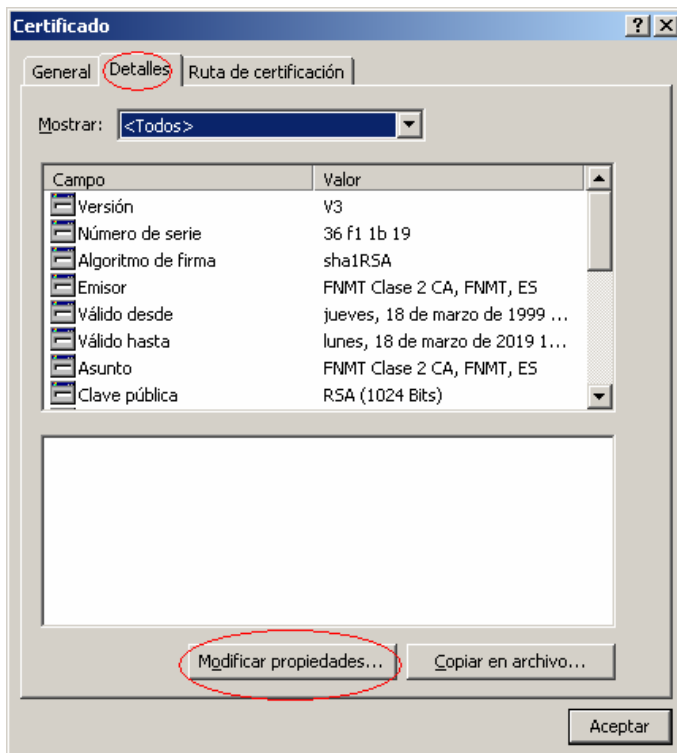 Certificado
General Detalles Ruta de certificación
Mostrar: <Todos>
Campo Valor
Versión V3
Número de serie 36 f1 1b 19
Algoritmo de firma sha1RSA
Emisor FNMT Clase 2 CA, FNMT, ES
Válido desde jueves, 18 de marzo de 1999 ...
Válido hasta lunes, 18 de marzo de 2019 1...
Asunto FNMT Clase 2 CA, FNMT, ES
Clave pública RSA (1024 Bits)
Modificar propiedades... Copiar en archivo...
Aceptar